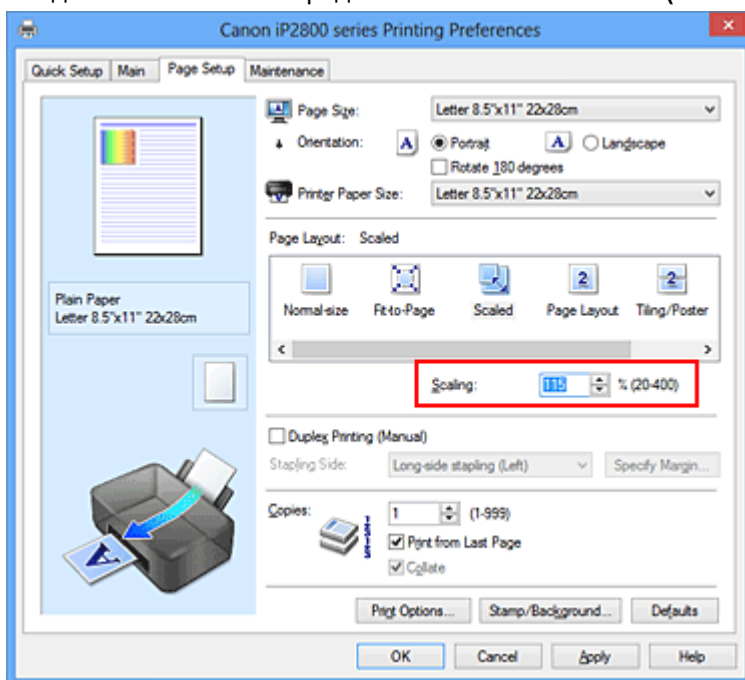 Canon iP2800 series Printing Preferences
Quick Setup Main Page Setup Maintenance
Page Size: Letter 8.5"x11" 22x28cm
Orientation: A Portrait A Landscape
Rotate 180 degrees
Printer Paper Size: Letter 8.5"x11" 22x28cm
Page Layout: Scaled
Normal-size Fit-to-Page Scaled Page Layout Tiling/Poster
Plain Paper
Letter 8.5"x11" 22x28cm
Scaling: 115 % (20-400)
Duplex Printing (Manual)
Stapling Side: Long-side stapling (Left) Specify Margin...
Copies: 1 (1-999)
Print from Last Page
Collate
Print Options... Stamp/Background... Defaults
OK Cancel Apply Help